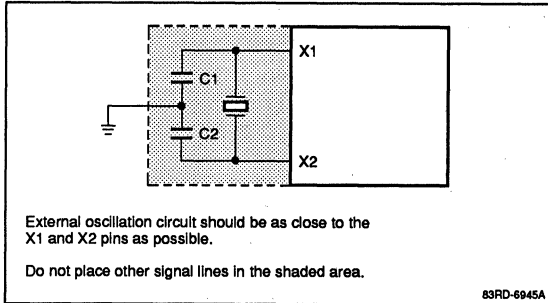 X1
C1
C2
X2
External oscillation circuit should be as close to the
X1 and X2 pins as possible.
Do not place other signal lines in the shaded area.
83RD-6945A